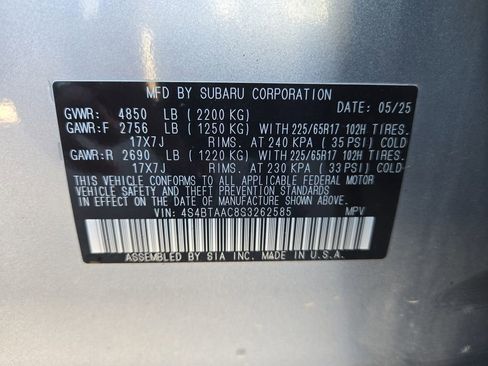 MFD BY SUBARU CORPORATION
DATE: 05/25
GVWR: 4850 LB ( 2200 KG)
GAWR:F 2756 LB ( 1250 KG) WITH 225/65R17 102H TIRES.
17X7J RIMS. AT 240 KPA ( 35 PSI) COLD
GAWR:R 2690 LB ( 1220 KG) WITH 225/65R17 102H TIRES.
17X7J RIMS. AT 230 KPA ( 33 PSI) COLD
THIS VEHICLE CONFORMS TO ALL APPLICABLE FEDERAL MOTOR
VEHICLE SAFETY AND THEFT PREVENTION STANDARDS
IN EFFECT ON THE DATE OF MANUFACTURE SHOWN ABOVE.
VIN: 4S4BTAAC8S3262585 MPV
ASSEMBLED BY SIA INC. MADE IN U.S.A.